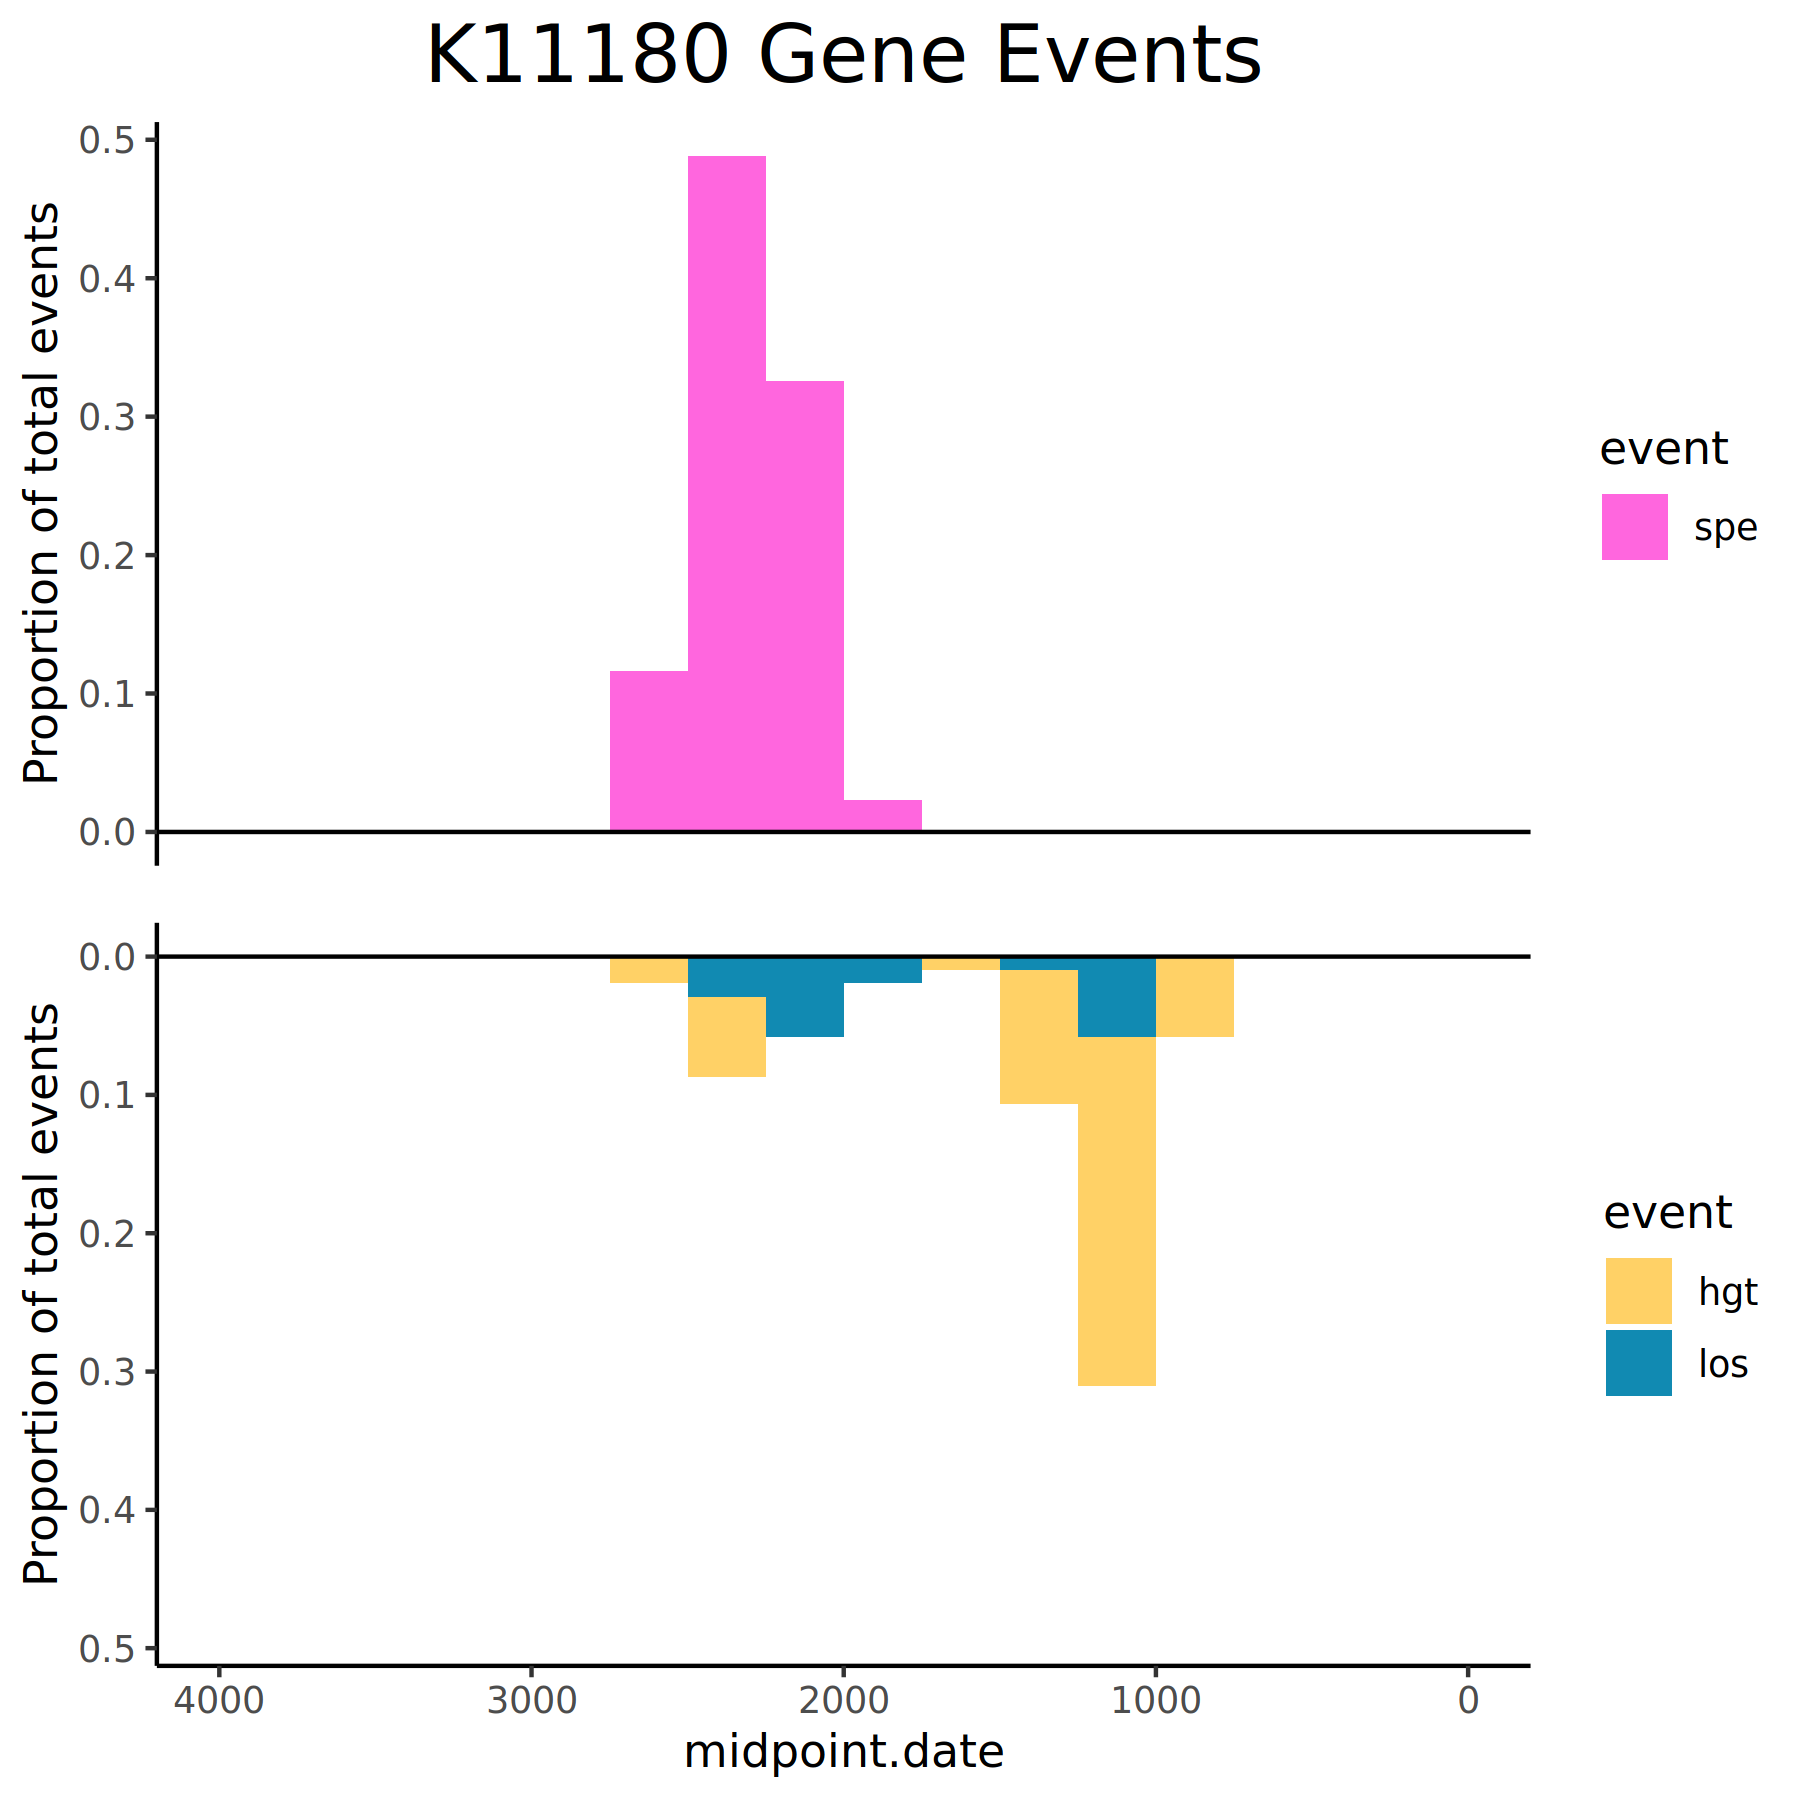 K11180 Gene Events
Proportion of total events
0.5
0.4
0.3
0.2
0.1
0.0
event
spe
Proportion of total events
0.0
0.1
0.2
0.3
0.4
0.5
event
hgt
los
4000 3000 2000 1000 0
midpoint.date